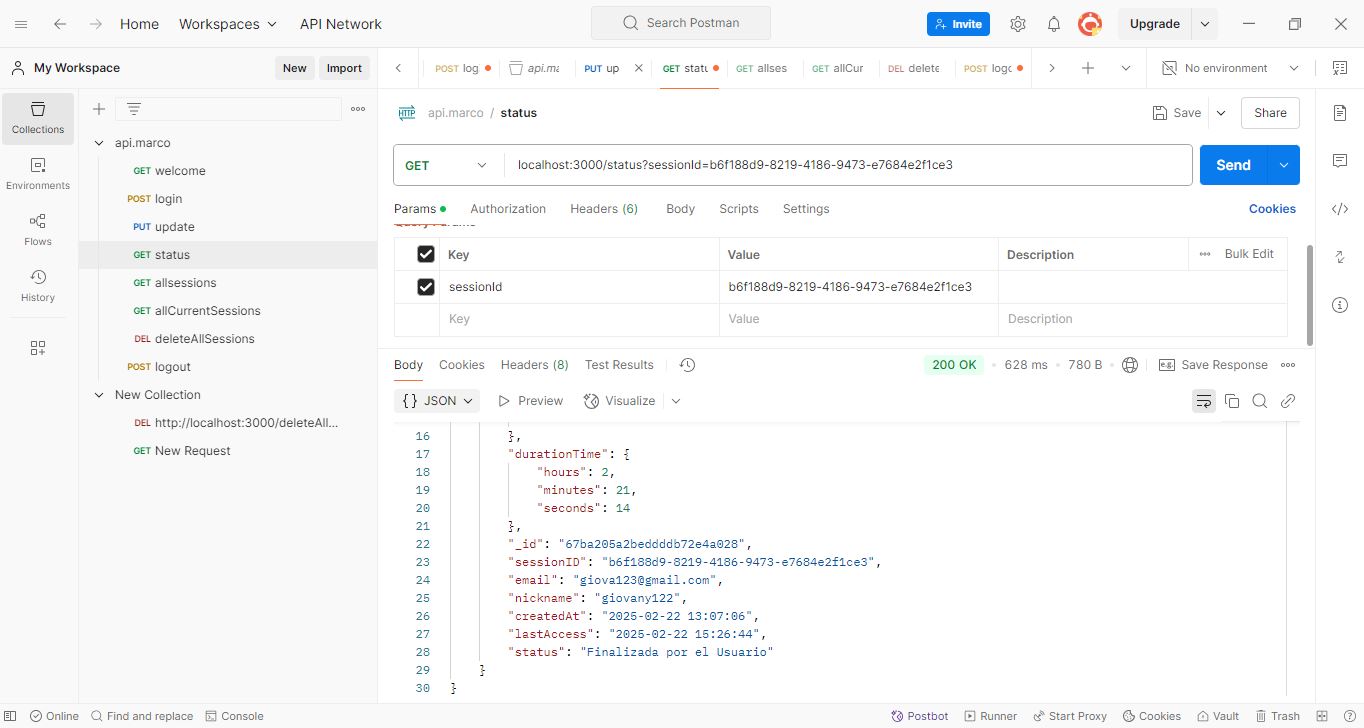 Home Workspaces API Network Search Postman Invite Upgrade
My Workspace New Import
POST log api.ma PUT up GET statu GET allses GET allCur DEL delete POST logo No environment
Collections
Environments
Flows
History
api.marco
GET welcome
POST login
PUT update
GET status
GET allsessions
GET allCurrentSessions
DEL deleteAllSessions
POST logout
New Collection
DEL http://localhost:3000/deleteAll...
GET New Request
HTTP api.marco / status Save Share
GET localhost:3000/status?sessionId=b6f188d9-8219-4186-9473-e7684e2f1ce3 Send
Params Authorization Headers (6) Body Scripts Settings Cookies
Query Params
Key Value Description Bulk Edit
sessionId b6f188d9-8219-4186-9473-e7684e2f1ce3
Key Value Description
Body Cookies Headers (8) Test Results 200 OK 628 ms 780 B e.g. Save Response
{} JSON Preview Visualize
16 },
17 "durationTime": {
18 "hours": 2,
19 "minutes": 21,
20 "seconds": 14
21 },
22 "_id": "67ba205a2beddddb72e4a028",
23 "sessionID": "b6f188d9-8219-4186-9473-e7684e2f1ce3",
24 "email": "giova123@gmail.com",
25 "nickname": "giovany122",
26 "createdAt": "2025-02-22 13:07:06",
27 "lastAccess": "2025-02-22 15:26:44",
28 "status": "Finalizada por el Usuario"
29 }
30 }
Online Find and replace Console Postbot Runner Start Proxy Cookies Vault Trash